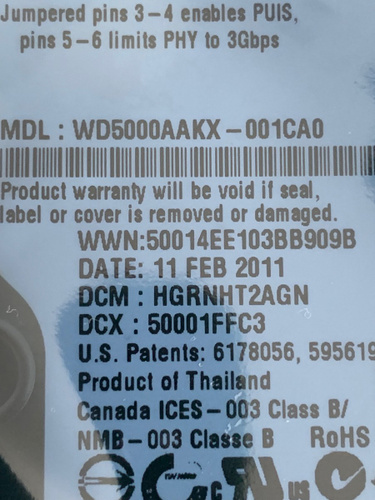 Jumpered pins 3-4 enables PUIS,
pins 5-6 limits PHY to 3Gbps
MDL : WD5000AAKX-001CA0
Product warranty will be void if seal,
label or cover is removed or damaged.
WWN:50014EE103BB909B
DATE: 11 FEB 2011
DCM : HGRNHT2AGN
DCX : 50001FFC3
U.S. Patents: 6178056, 595619
Product of Thailand
Canada ICES-003 Class B/
NMB-003 Classe B RoHS
US